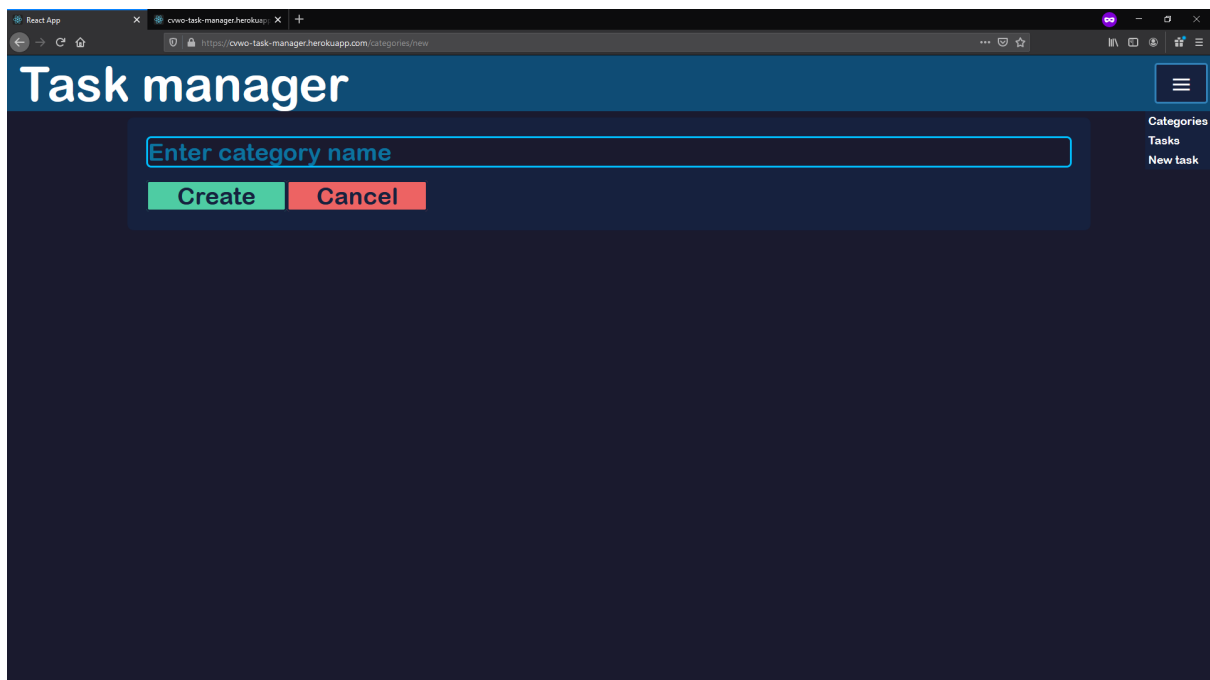 React App
cvwo-task-manager.herokuap
https://cvwo-task-manager.herokuapp.com/categories/new
Task manager
Categories
Tasks
New task
Enter category name
Create Cancel